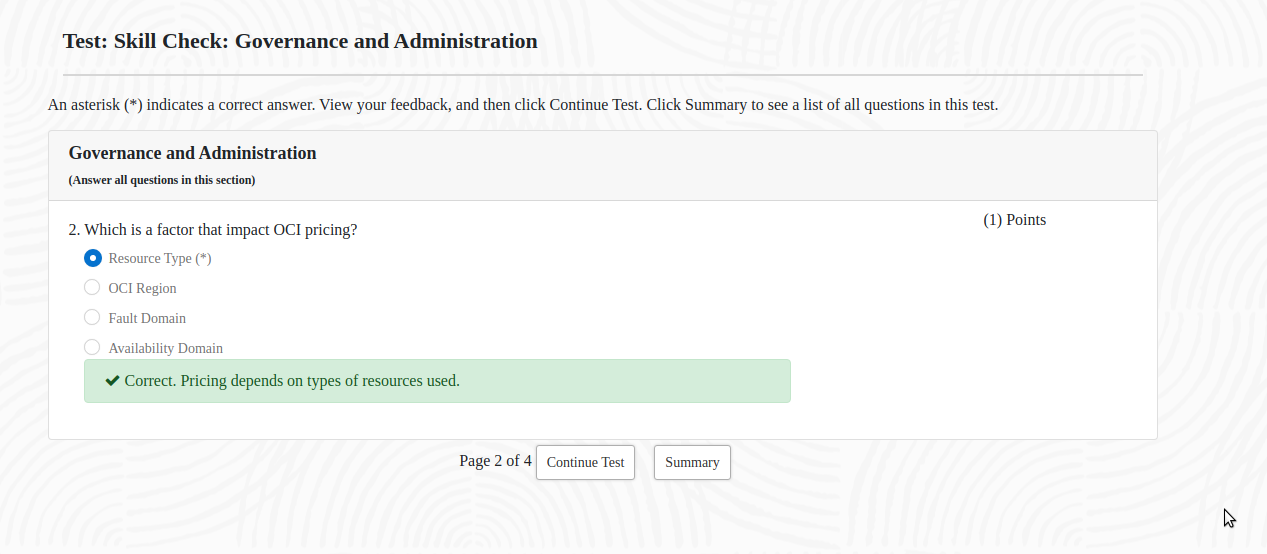 Test: Skill Check: Governance and Administration
An asterisk (*) indicates a correct answer. View your feedback, and then click Continue Test. Click Summary to see a list of all questions in this test.
Governance and Administration
(Answer all questions in this section)
2. Which is a factor that impact OCI pricing?
(1) Points
Resource Type (*)
OCI Region
Fault Domain
Availability Domain
Correct. Pricing depends on types of resources used.
Page 2 of 4 Continue Test Summary